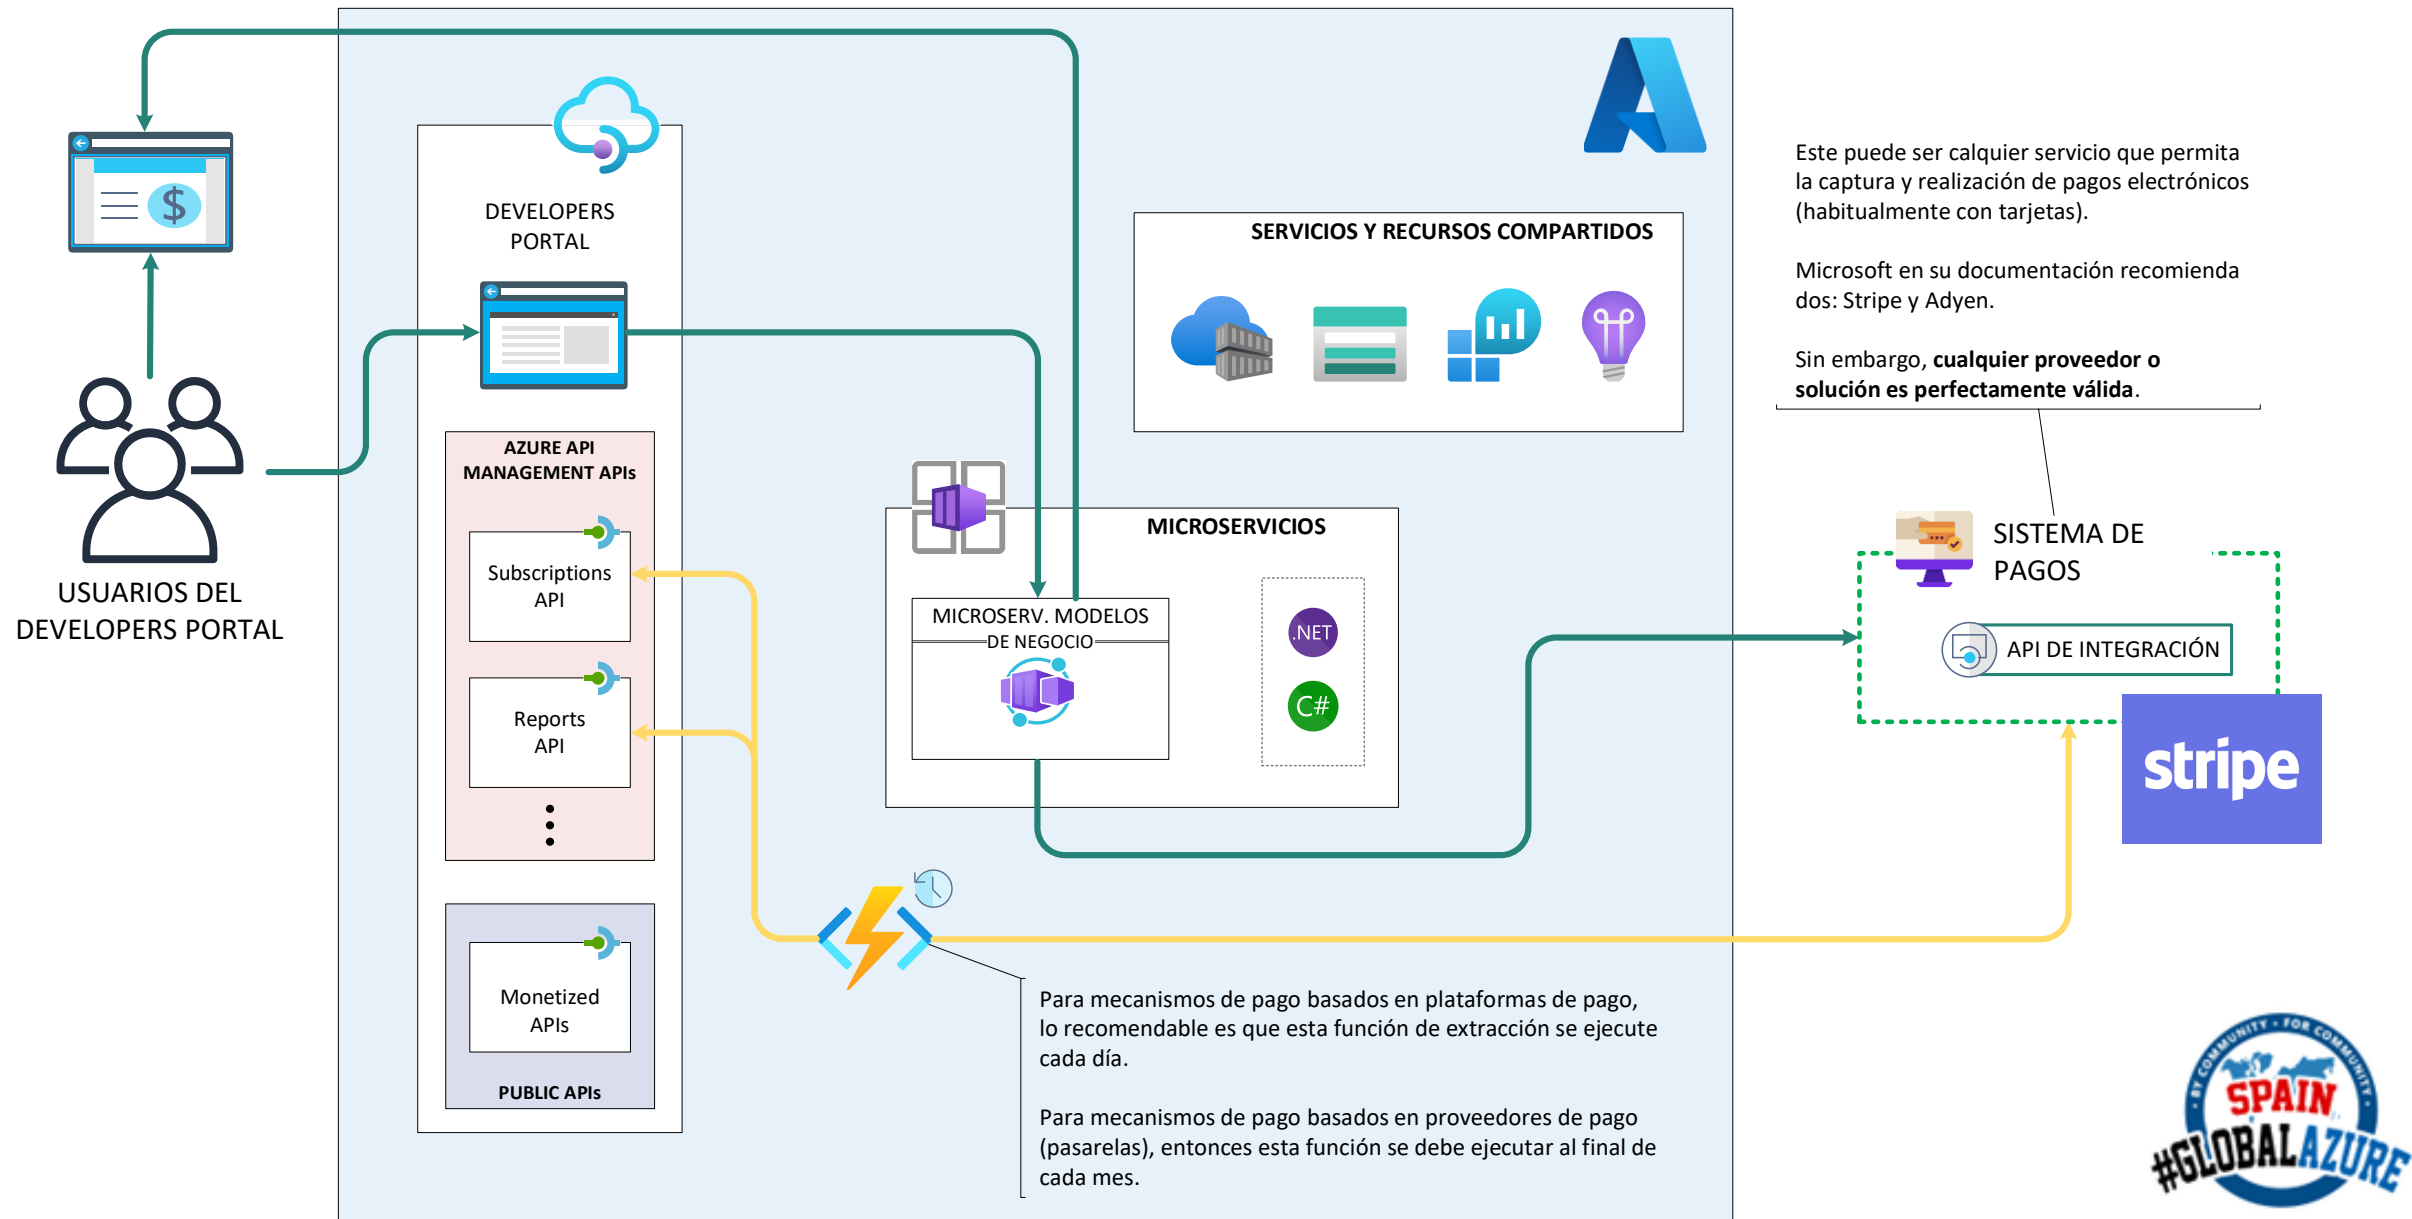 $
USUARIOS DEL
DEVELOPERS PORTAL
DEVELOPERS
PORTAL
AZURE API
MANAGEMENT APIs
Subscriptions
API
Reports
API
Monetized
APIs
PUBLIC APIs
SERVICIOS Y RECURSOS COMPARTIDOS
MICROSERVICIOS
MICROSERV. MODELOS
DE NEGOCIO
.NET
C#
Para mecanismos de pago basados en plataformas de pago,
lo recomendable es que esta función de extracción se ejecute
cada día.
Para mecanismos de pago basados en proveedores de pago
(pasarelas), entonces esta función se debe ejecutar al final de
cada mes.
Este puede ser calquier servicio que permita
la captura y realización de pagos electrónicos
(habitualmente con tarjetas).
Microsoft en su documentación recomienda
dos: Stripe y Adyen.
Sin embargo, cualquier proveedor o
solución es perfectamente válida.
SISTEMA DE
PAGOS
API DE INTEGRACIÓN
stripe
BY COMMUNITY • FOR COMMUNITY •
SPAIN
#GLOBALAZURE